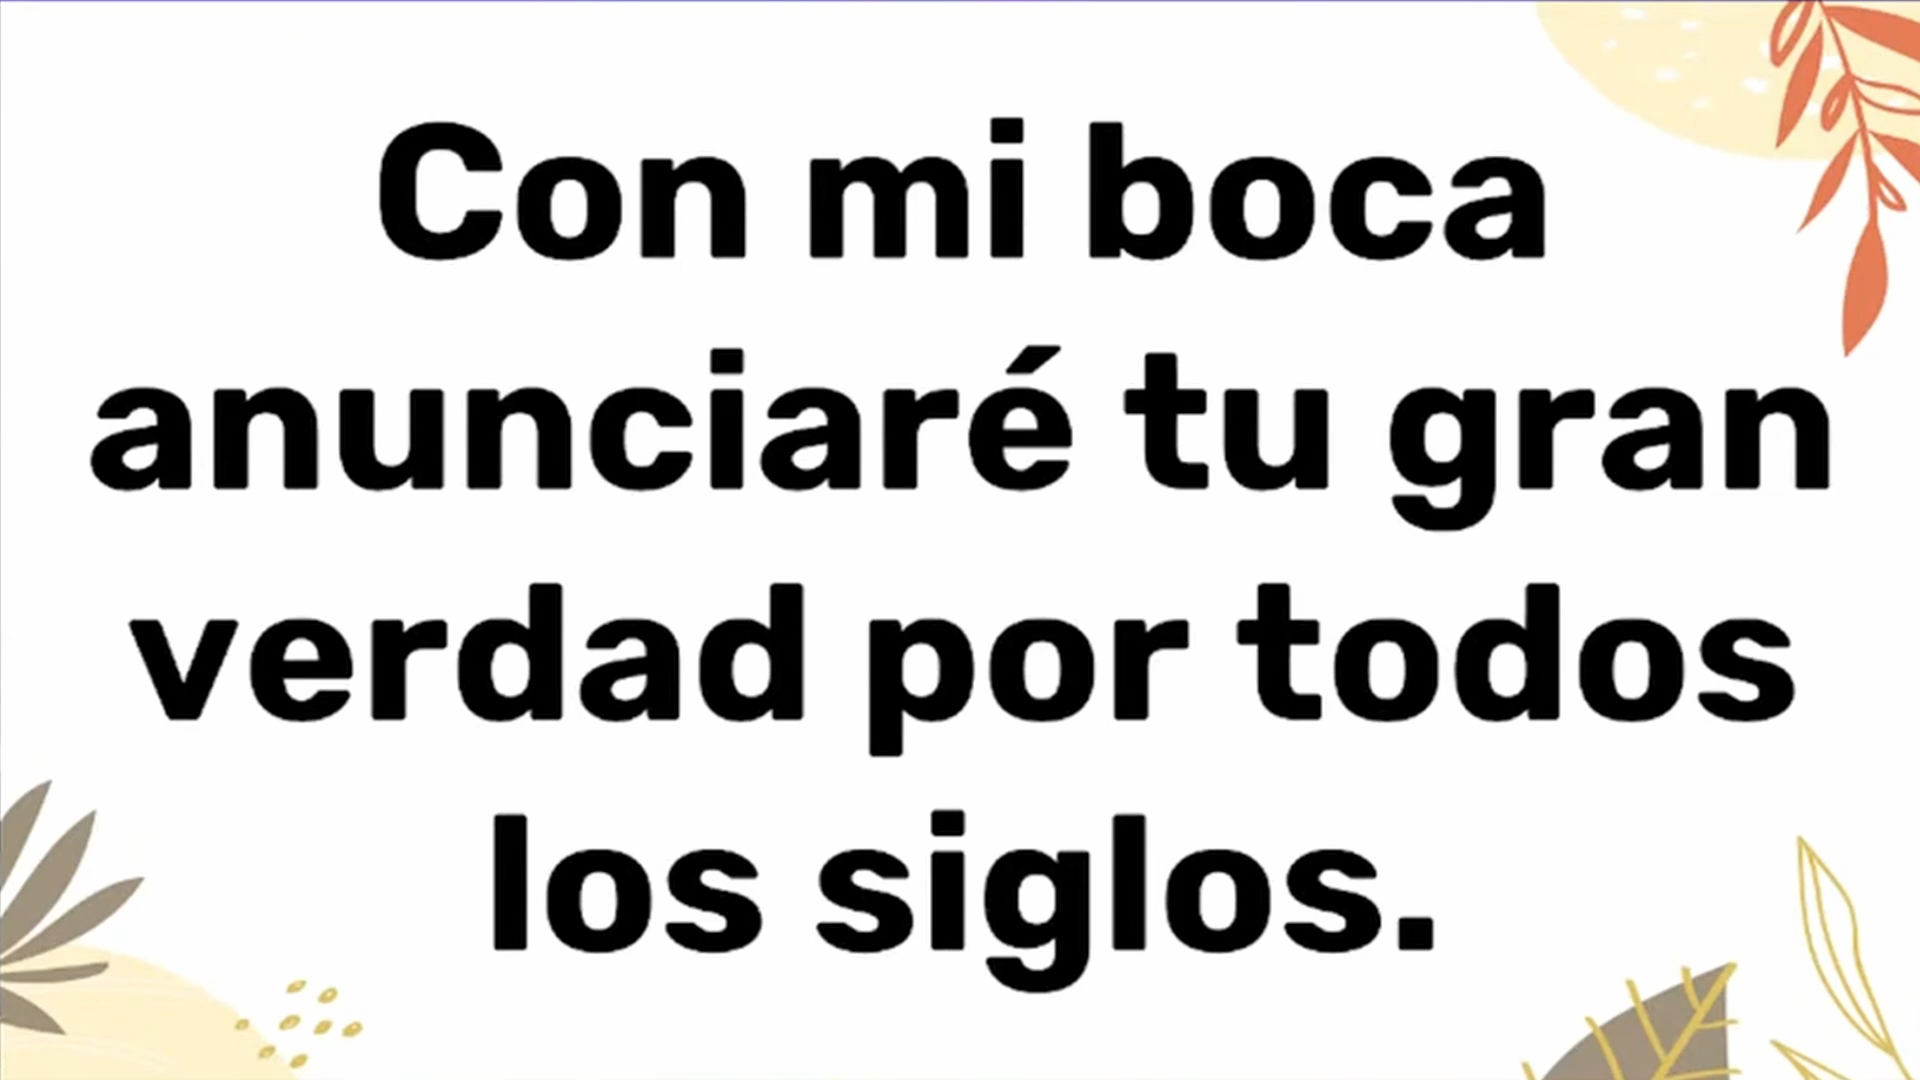 Con mi boca
anunciaré tu gran
verdad por todos
los siglos.